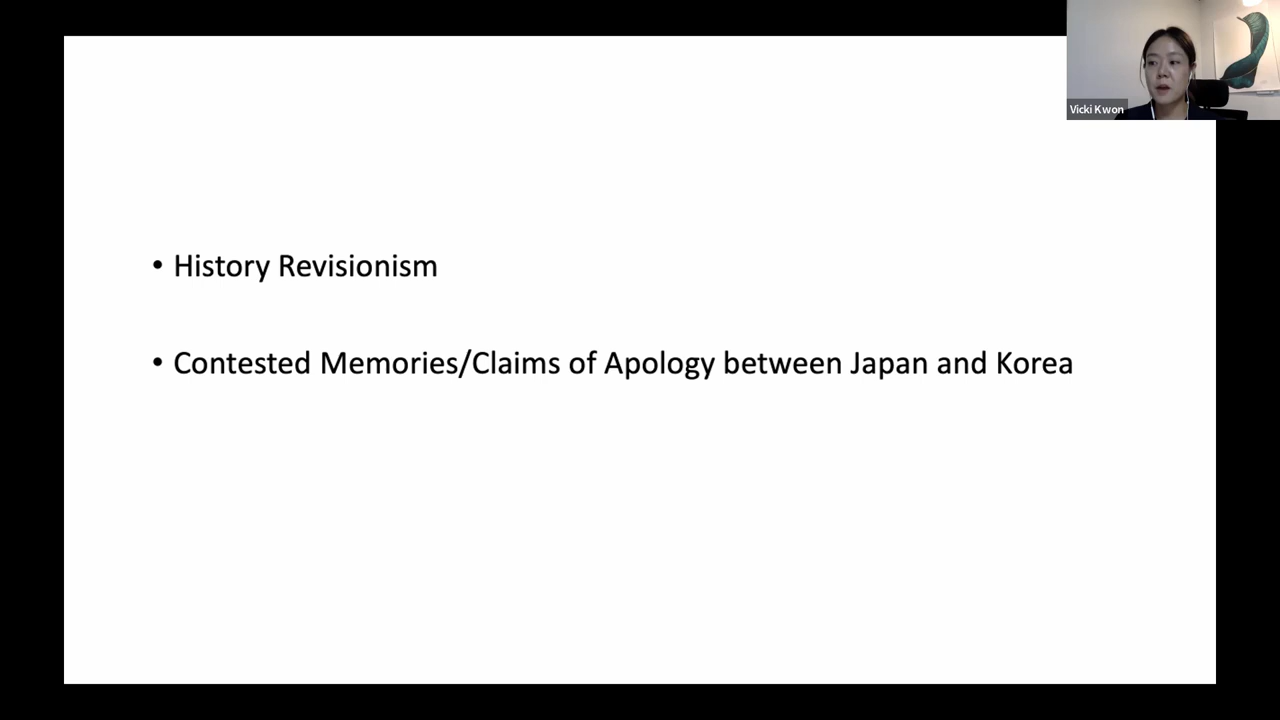 Vicki Kwon
• History Revisionism
• Contested Memories/Claims of Apology between Japan and Korea